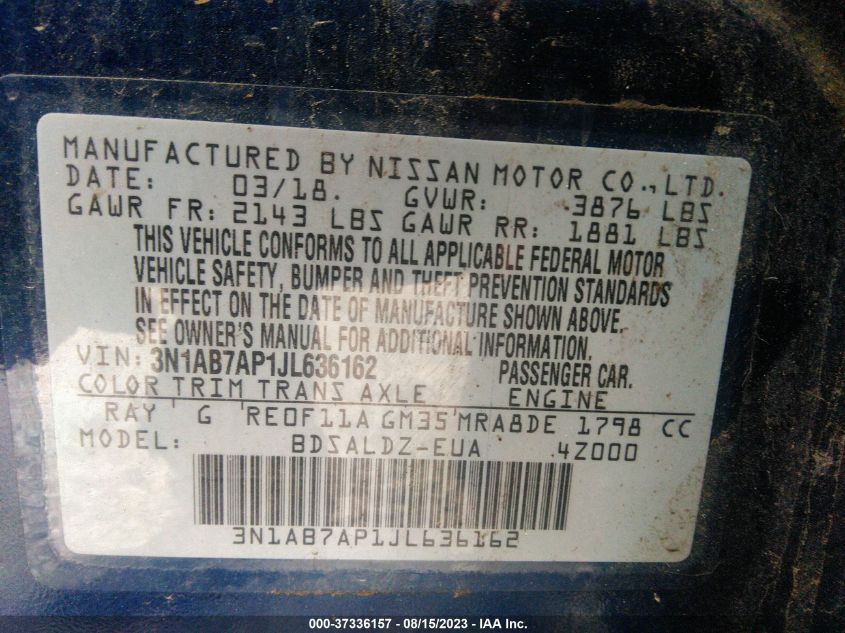 MANUFACTURED BY NISSAN MOTOR CO.,LTD.
DATE: 03/18. GVWR: 3876 LBS
GAWR FR: 2143 LBS GAWR RR: 1881 LBS
THIS VEHICLE CONFORMS TO ALL APPLICABLE FEDERAL MOTOR
VEHICLE SAFETY, BUMPER AND THEFT PREVENTION STANDARDS
IN EFFECT ON THE DATE OF MANUFACTURE SHOWN ABOVE.
SEE OWNER'S MANUAL FOR ADDITIONAL INFORMATION.
VIN: 3N1AB7AP1JL636162 PASSENGER CAR.
COLOR TRIM TRANS AXLE ENGINE
RAY G RE0F11A GM35 MRA8DE 1798 CC
MODEL: BDSALDZ-EUA 4Z000
3N1AB7AP1JL636162
000-37336157 - 08/15/2023 - IAA Inc.